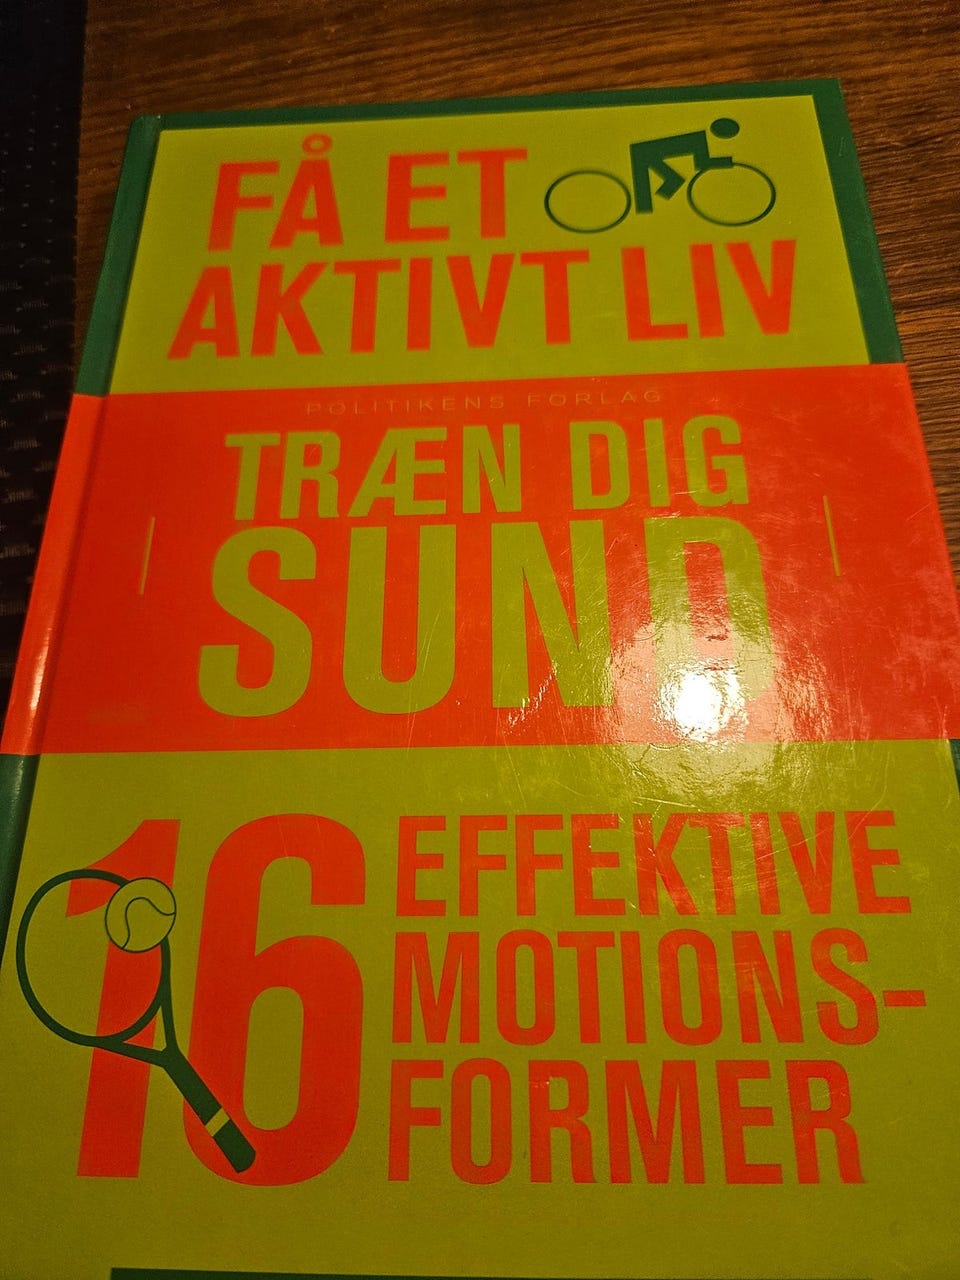 FÅ ET
AKTIVT LIV
POLITIKENS FORLAG
TRÆN DIG
SUND
16
EFFEKTIVE
MOTIONS-
FORMER